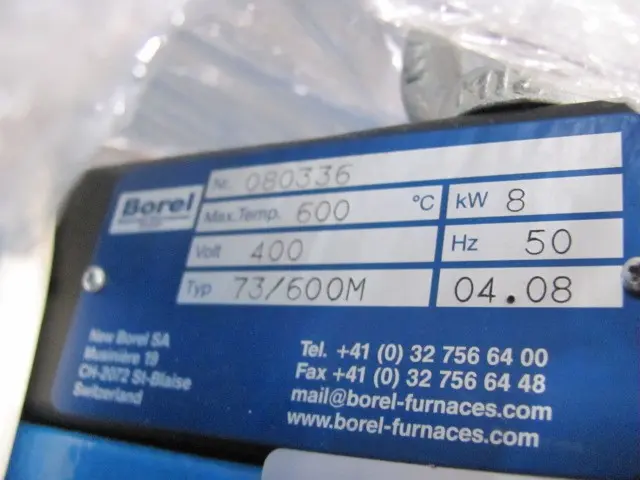 Borel
Nr. 080336
Max.Temp. 600 °C
kW 8
Volt 400
Hz 50
Typ 73/600M
04.08
New Borel SA
Musinière 19
CH-2072 St-Blaise
Switzerland
Tel. +41 (0) 32 756 64 00
Fax +41 (0) 32 756 64 48
mail@borel-furnaces.com
www.borel-furnaces.com